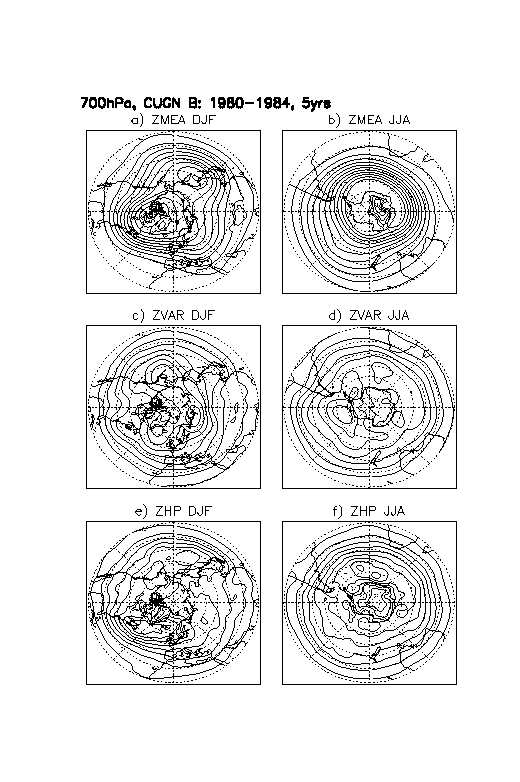 700hPa, CUGN B: 1980-1984, 5yrs
a) ZMEA DJF
b) ZMEA JJA
c) ZVAR DJF
d) ZVAR JJA
e) ZHP DJF
f) ZHP JJA